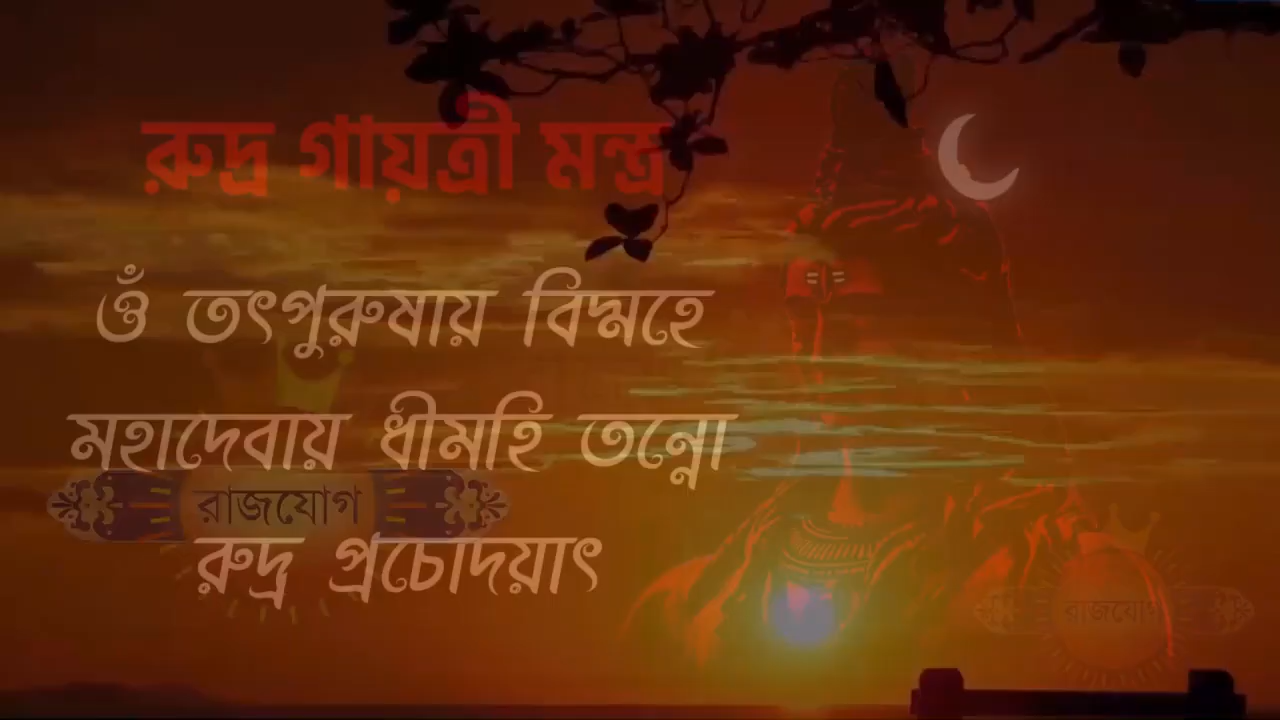 রুদ্র গায়ত্রী মন্ত্র
ওঁ তৎপুরুষায় বিদ্মহে
মহাদেবায় ধীমহি তন্নো
রাজযোগ
রুদ্র প্রচোদয়াৎ
রাজযোগ